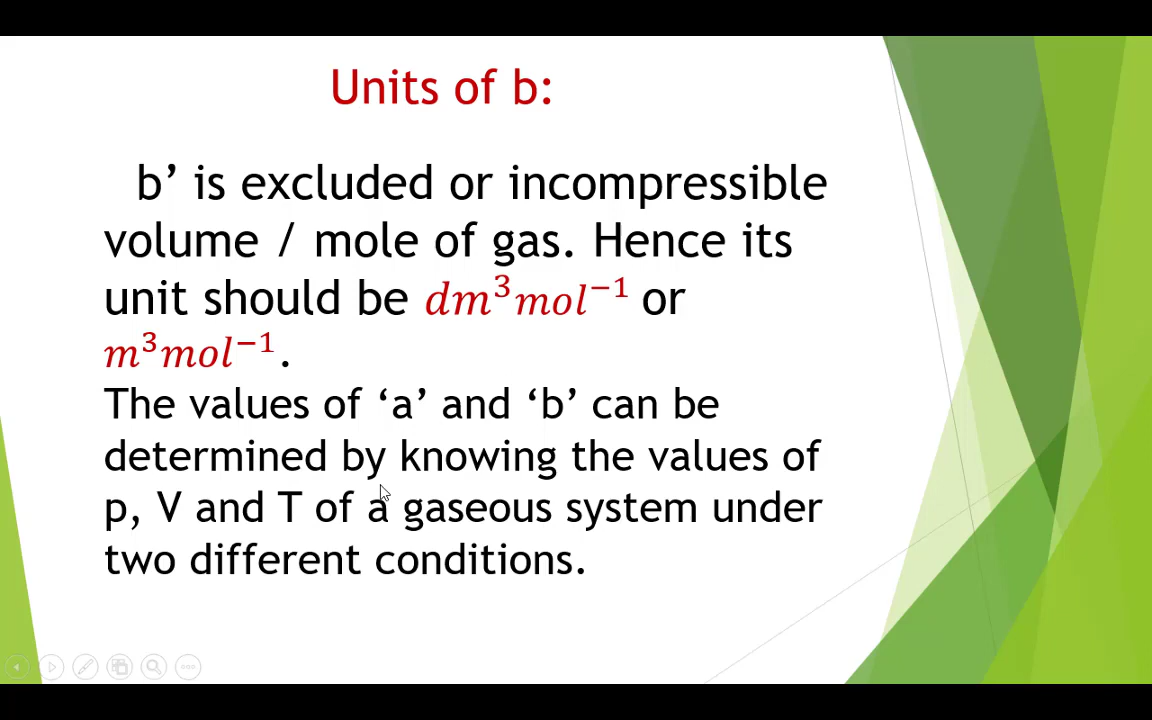 Units of b:
b’ is excluded or incompressible
volume / mole of gas. Hence its
unit should be dm³mol⁻¹ or
m³mol⁻¹.
The values of ‘a’ and ‘b’ can be
determined by knowing the values of
p, V and T of a gaseous system under
two different conditions.